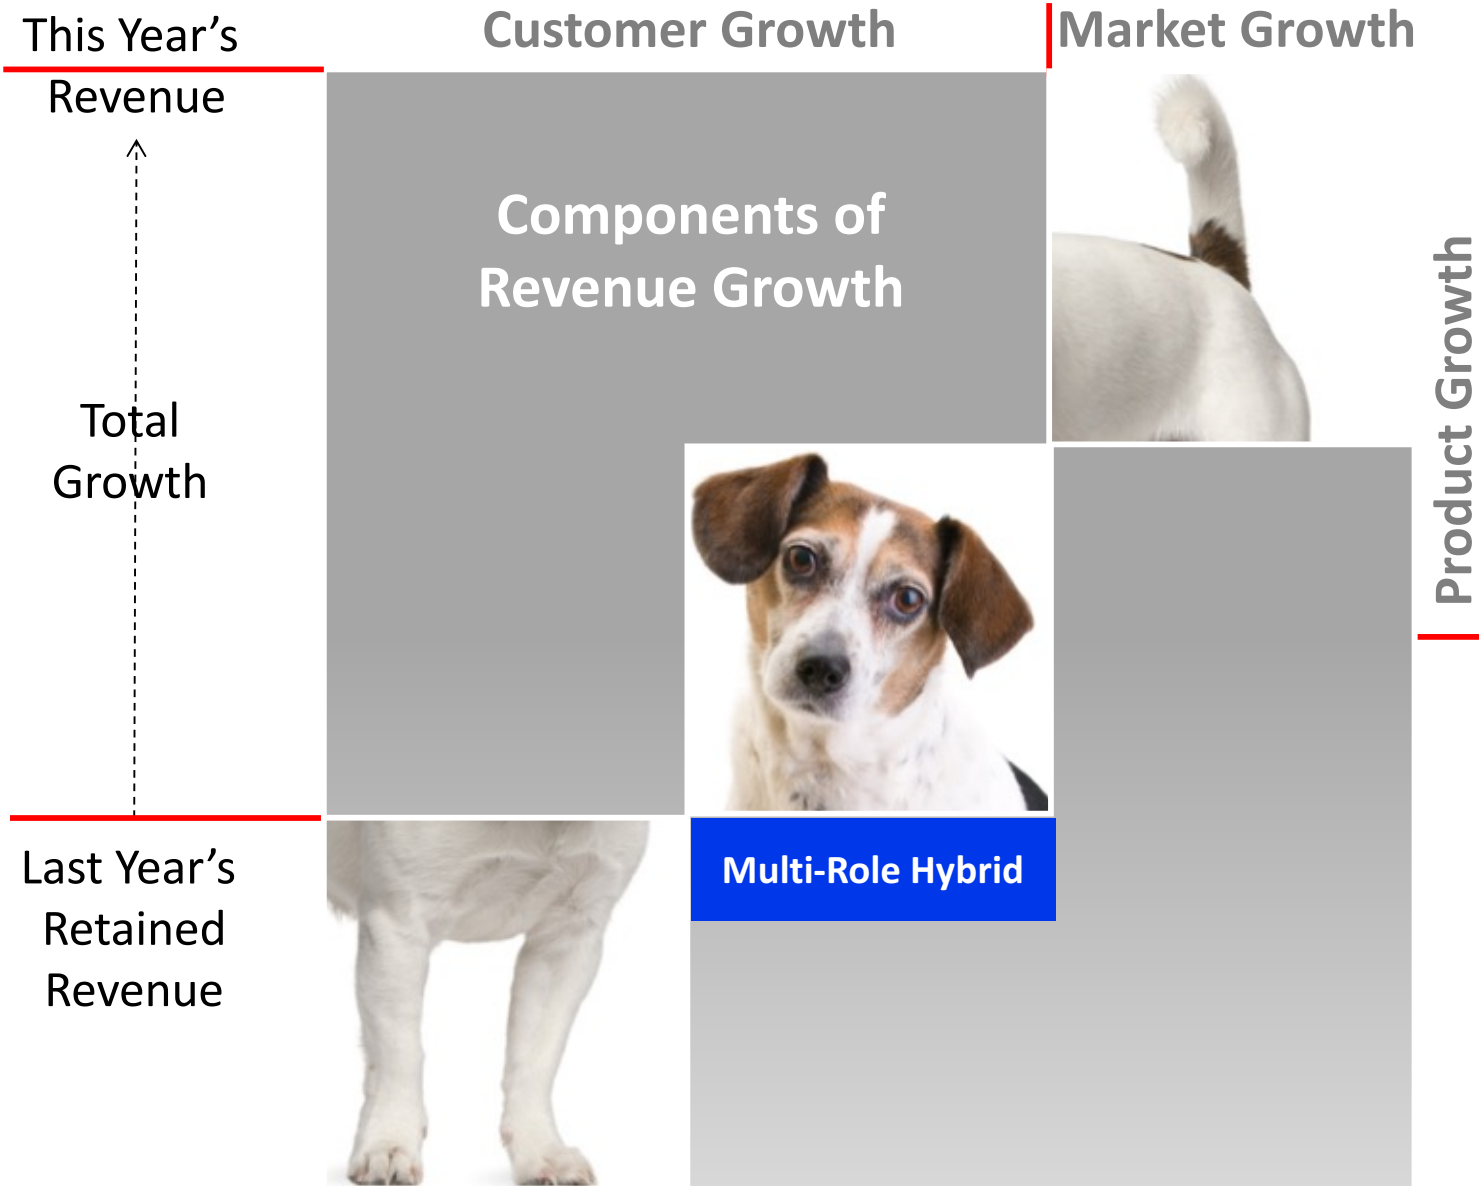 This Year’s
Revenue
Customer Growth
Market Growth
Components of
Revenue Growth
Product Growth
Total
Growth
Multi-Role Hybrid
Last Year’s
Retained
Revenue